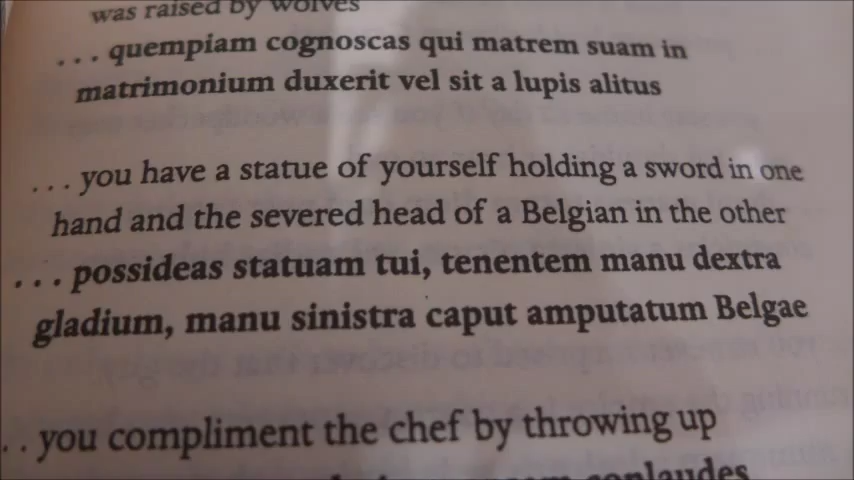 was raised by wolves
. . . quempiam cognoscas qui matrem suam in
matrimonium duxerit vel sit a lupis alitus
. . . you have a statue of yourself holding a sword in one
hand and the severed head of a Belgian in the other
. . . possideas statuam tui, tenentem manu dextra
gladium, manu sinistra caput amputatum Belgae
. . you compliment the chef by throwing up
conlaudes